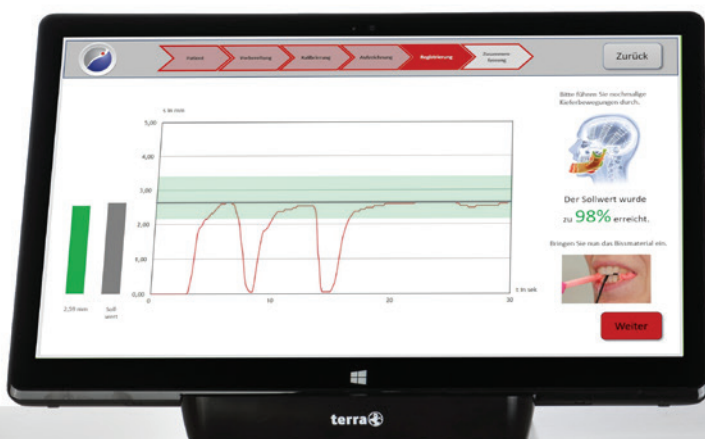 Patient
Vorbereitung
Kalibrierung
Aufzeichnung
Registrierung
Zusammen-
fassung
Zurück
Bitte führen Sie nochmalige
Kieferbewegungen durch.
s in mm
5,00
4,00
3,00
2,00
1,00
0,00
0
10
20
30
t in sek
2,59 mm
Soll
wert
Der Sollwert wurde
zu 98% erreicht.
Bringen Sie nun das Bissmaterial ein.
Weiter
terra